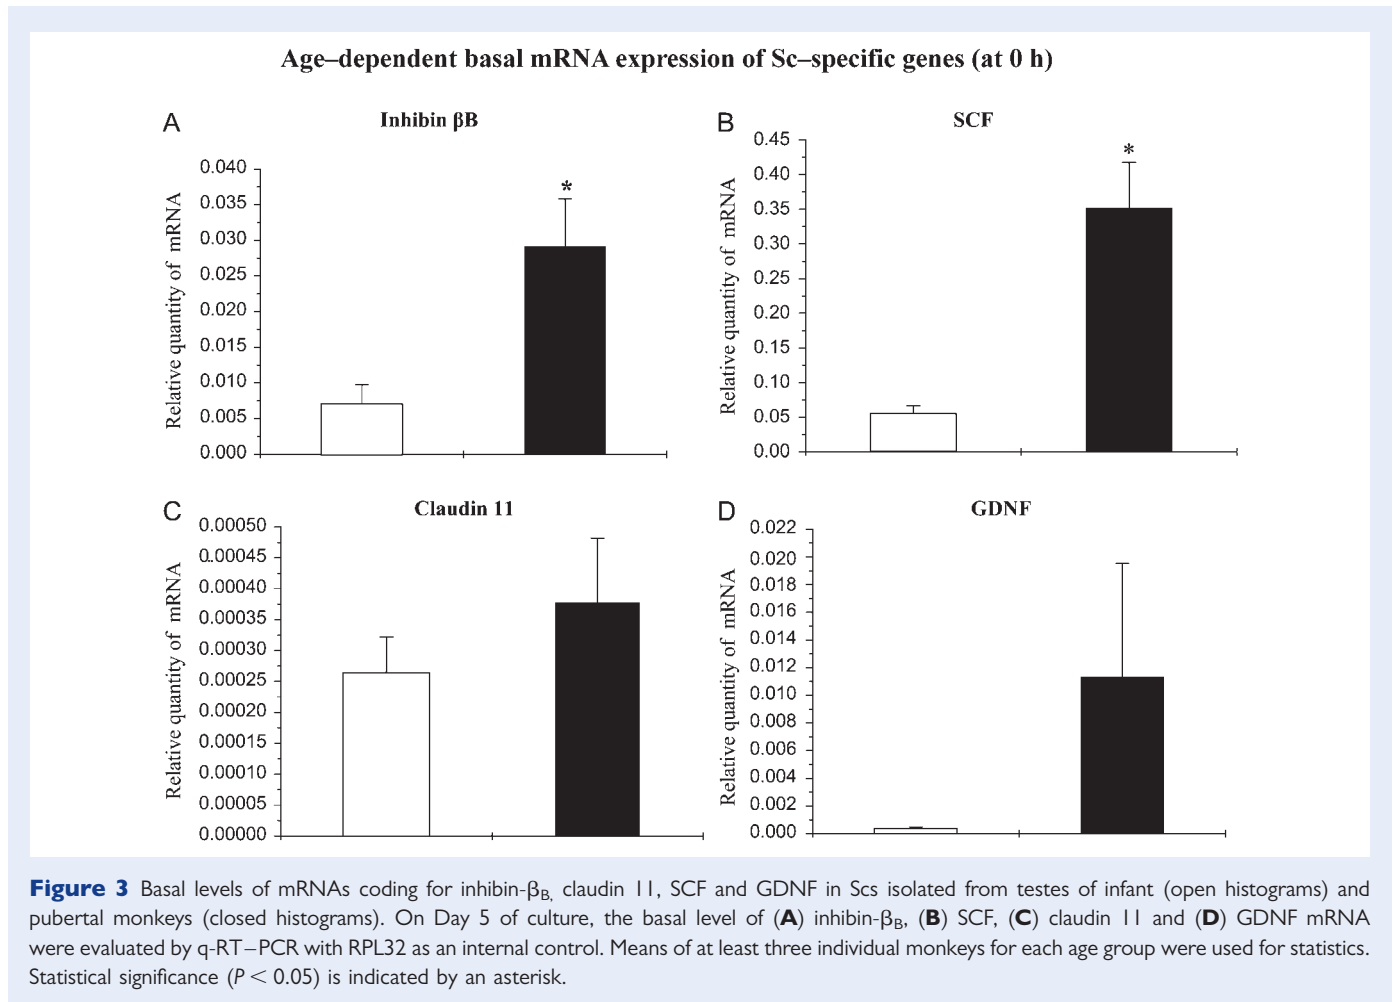 Age–dependent basal mRNA expression of Sc–specific genes (at 0 h)
A
Inhibin βB
Relative quantity of mRNA
0.040
0.035
0.030
0.025
0.020
0.015
0.010
0.005
0.000
*
B
SCF
Relative quantity of mRNA
0.45
0.40
0.35
0.30
0.25
0.20
0.15
0.10
0.05
0.00
*
C
Claudin 11
Relative quantity of mRNA
0.00050
0.00045
0.00040
0.00035
0.00030
0.00025
0.00020
0.00015
0.00010
0.00005
0.00000
D
GDNF
Relative quantity of mRNA
0.022
0.020
0.018
0.016
0.014
0.012
0.010
0.008
0.006
0.004
0.002
0.000
Figure 3 Basal levels of mRNAs coding for inhibin-βB, claudin 11, SCF and GDNF in Scs isolated from testes of infant (open histograms) and
pubertal monkeys (closed histograms). On Day 5 of culture, the basal level of (A) inhibin-βB, (B) SCF, (C) claudin 11 and (D) GDNF mRNA
were evaluated by q-RT–PCR with RPL32 as an internal control. Means of at least three individual monkeys for each age group were used for statistics.
Statistical significance (P < 0.05) is indicated by an asterisk.